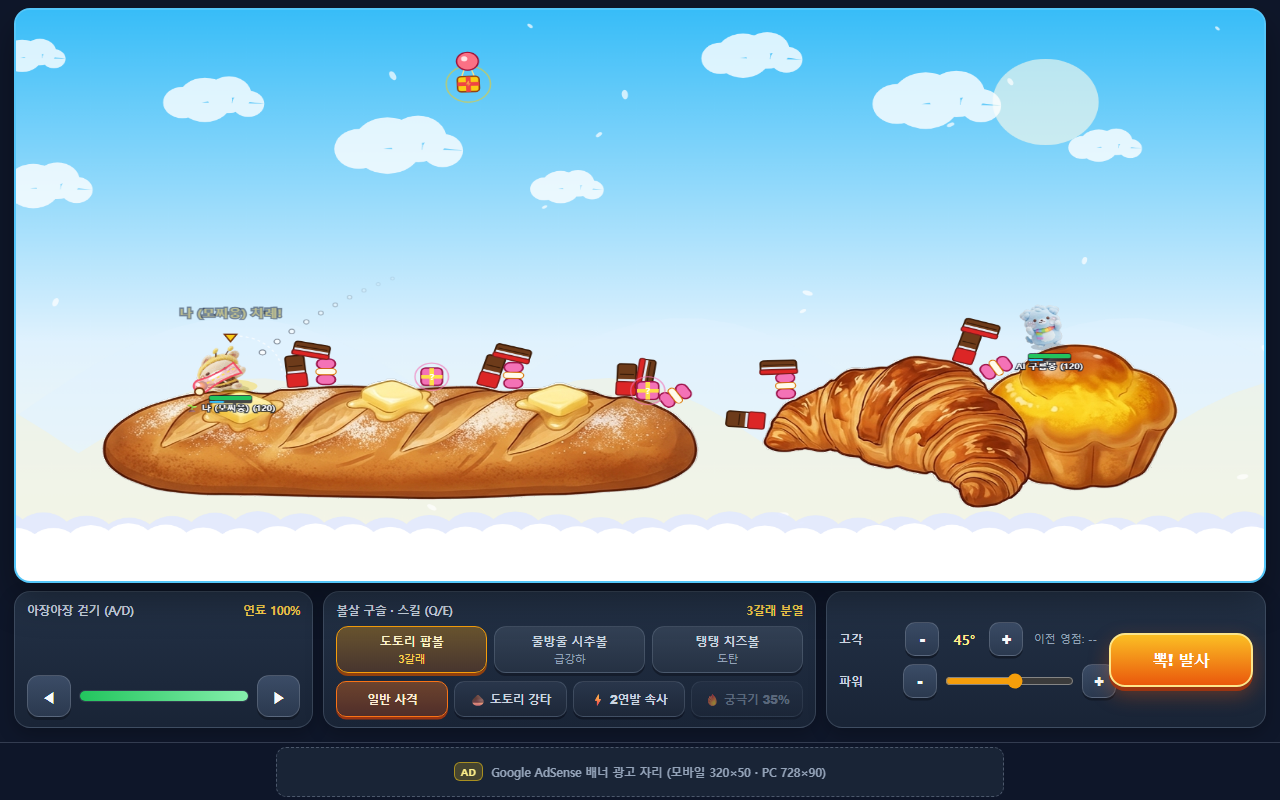 나 (모찌몽) 차례!
나 (모찌몽) (120)
AI 구름몽 (120)
아장아장 걷기 (A/D)
연료 100%
◀
▶
볼살 구슬 · 스킬 (Q/E)
3갈래 분열
도토리 팝볼
3갈래
물방울 시추볼
급강하
탱탱 치즈볼
도탄
일반 사격
도토리 강타
2연발 속사
궁극기 35%
고각
-
45°
+
이전 영점: --
파워
-
+
뽁! 발사
AD
Google AdSense 배너 광고 자리 (모바일 320×50 · PC 728×90)